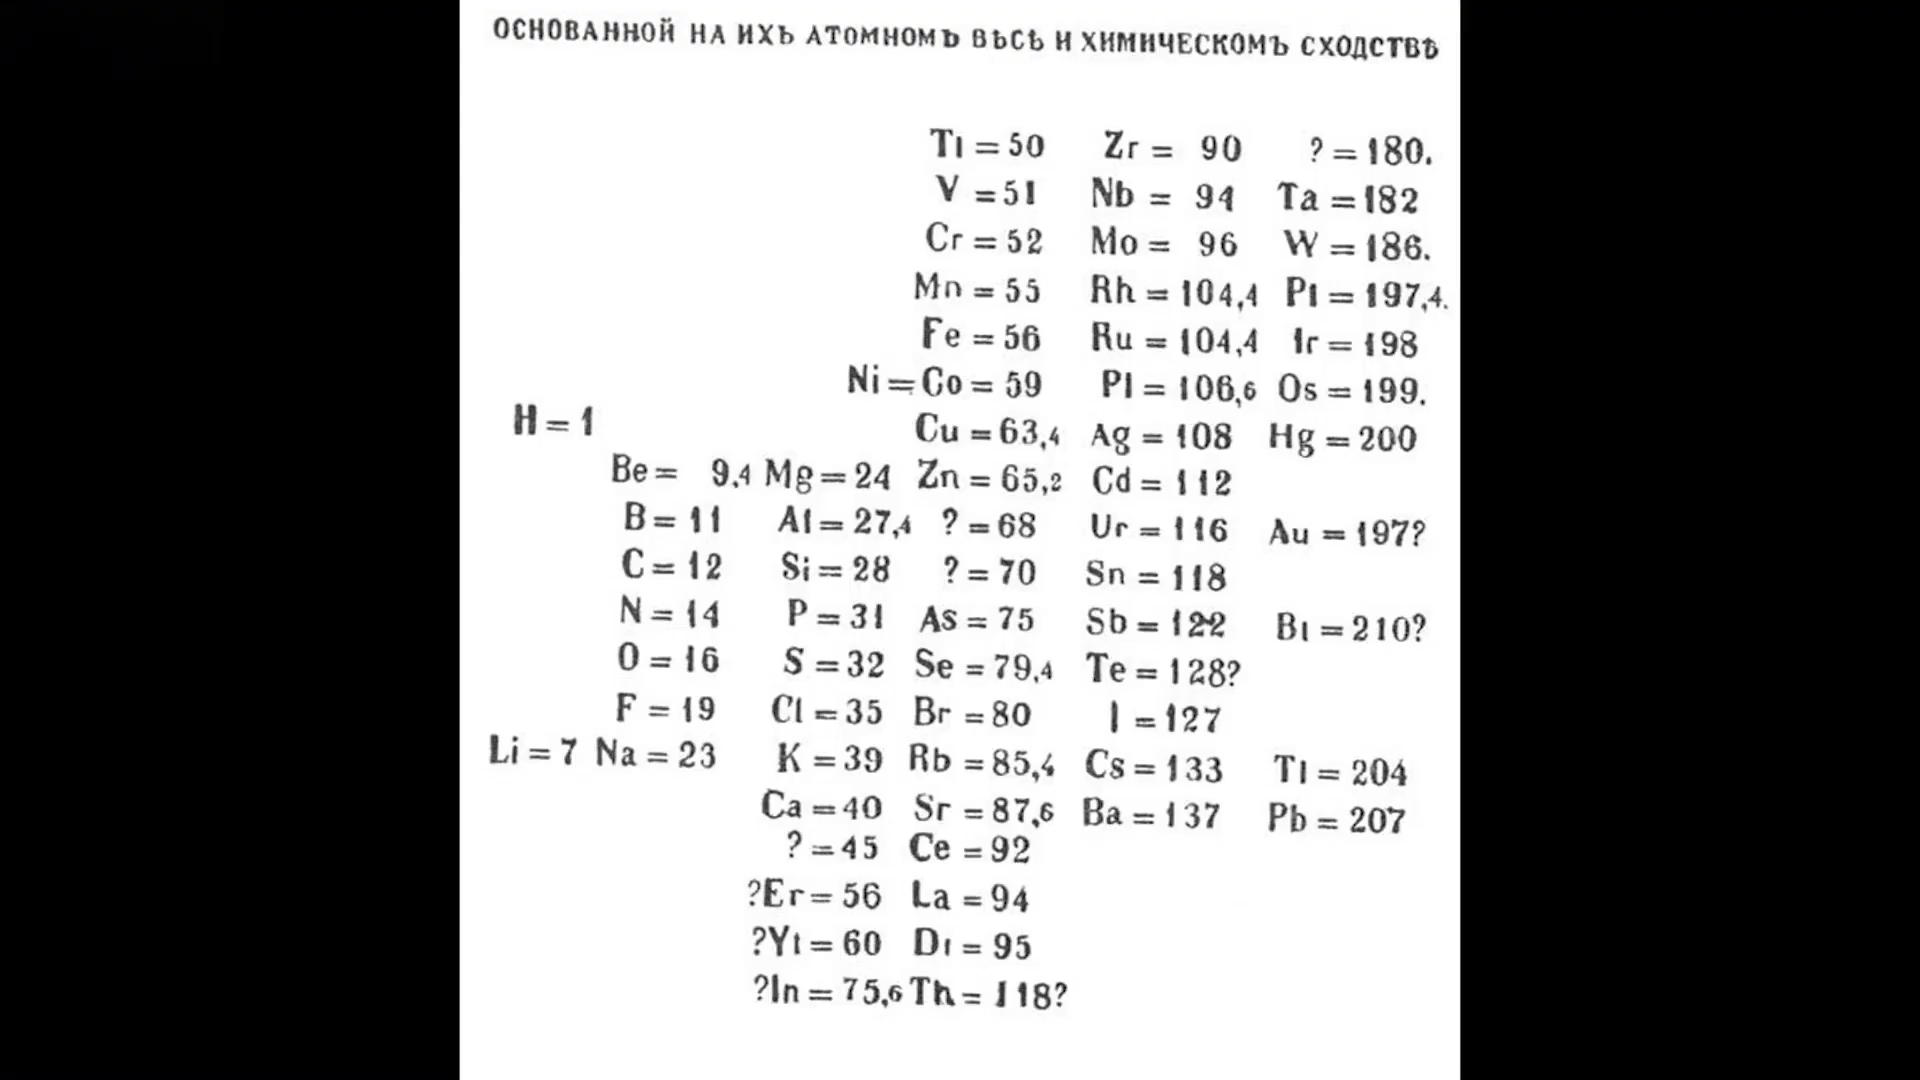 ОСНОВАННОЙ НА ИХЪ АТОМНОМЪ ВѢСѢ И ХИМИЧЕСКОМЪ СХОДСТВѢ
Ti = 50 Zr = 90 ? = 180.
V = 51 Nb = 94 Ta = 182
Cr = 52 Mo = 96 W = 186.
Mn = 55 Rh = 104,4 Pt = 197,4.
Fe = 56 Ru = 104,4 Ir = 198
Ni = Co = 59 Pl = 106,6 Os = 199.
H = 1 Cu = 63,4 Ag = 108 Hg = 200
Be = 9,4 Mg = 24 Zn = 65,2 Cd = 112
B = 11 Al = 27,4 ? = 68 Ur = 116 Au = 197?
C = 12 Si = 28 ? = 70 Sn = 118
N = 14 P = 31 As = 75 Sb = 122 Bi = 210?
O = 16 S = 32 Se = 79,4 Te = 128?
F = 19 Cl = 35 Br = 80 I = 127
Li = 7 Na = 23 K = 39 Rb = 85,4 Cs = 133 Tl = 204
Ca = 40 Sr = 87,6 Ba = 137 Pb = 207
? = 45 Ce = 92
?Er = 56 La = 94
?Yt = 60 Di = 95
?In = 75,6 Th = 118?